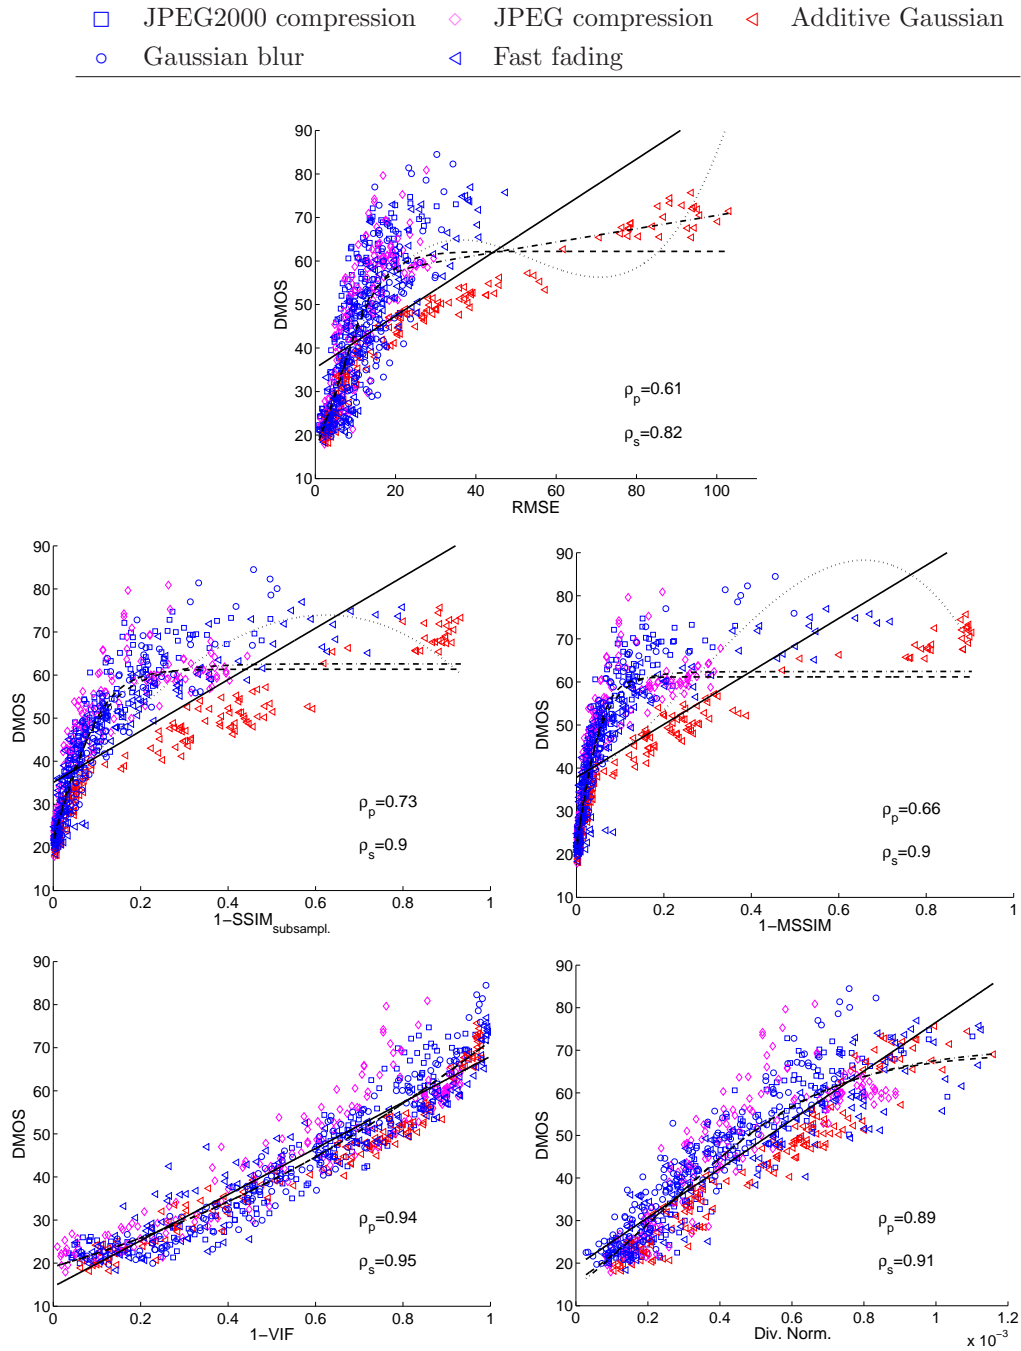 JPEG2000 compression JPEG compression Additive Gaussian
Gaussian blur Fast fading
90
80
70
60
50
40
30
20
10
DMOS
ρp=0.61
ρs=0.82
0 20 40 60 80 100
RMSE
90
80
70
60
50
40
30
20
10
DMOS
ρp=0.73
ρs=0.9
0 0.2 0.4 0.6 0.8 1
1−SSIMsubsampl.
90
80
70
60
50
40
30
20
10
DMOS
ρp=0.66
ρs=0.9
0 0.2 0.4 0.6 0.8 1
1−MSSIM
90
80
70
60
50
40
30
20
10
DMOS
ρp=0.94
ρs=0.95
0 0.2 0.4 0.6 0.8 1
1−VIF
90
80
70
60
50
40
30
20
10
DMOS
ρp=0.89
ρs=0.91
0 0.2 0.4 0.6 0.8 1 1.2
Div. Norm.
x 10−3